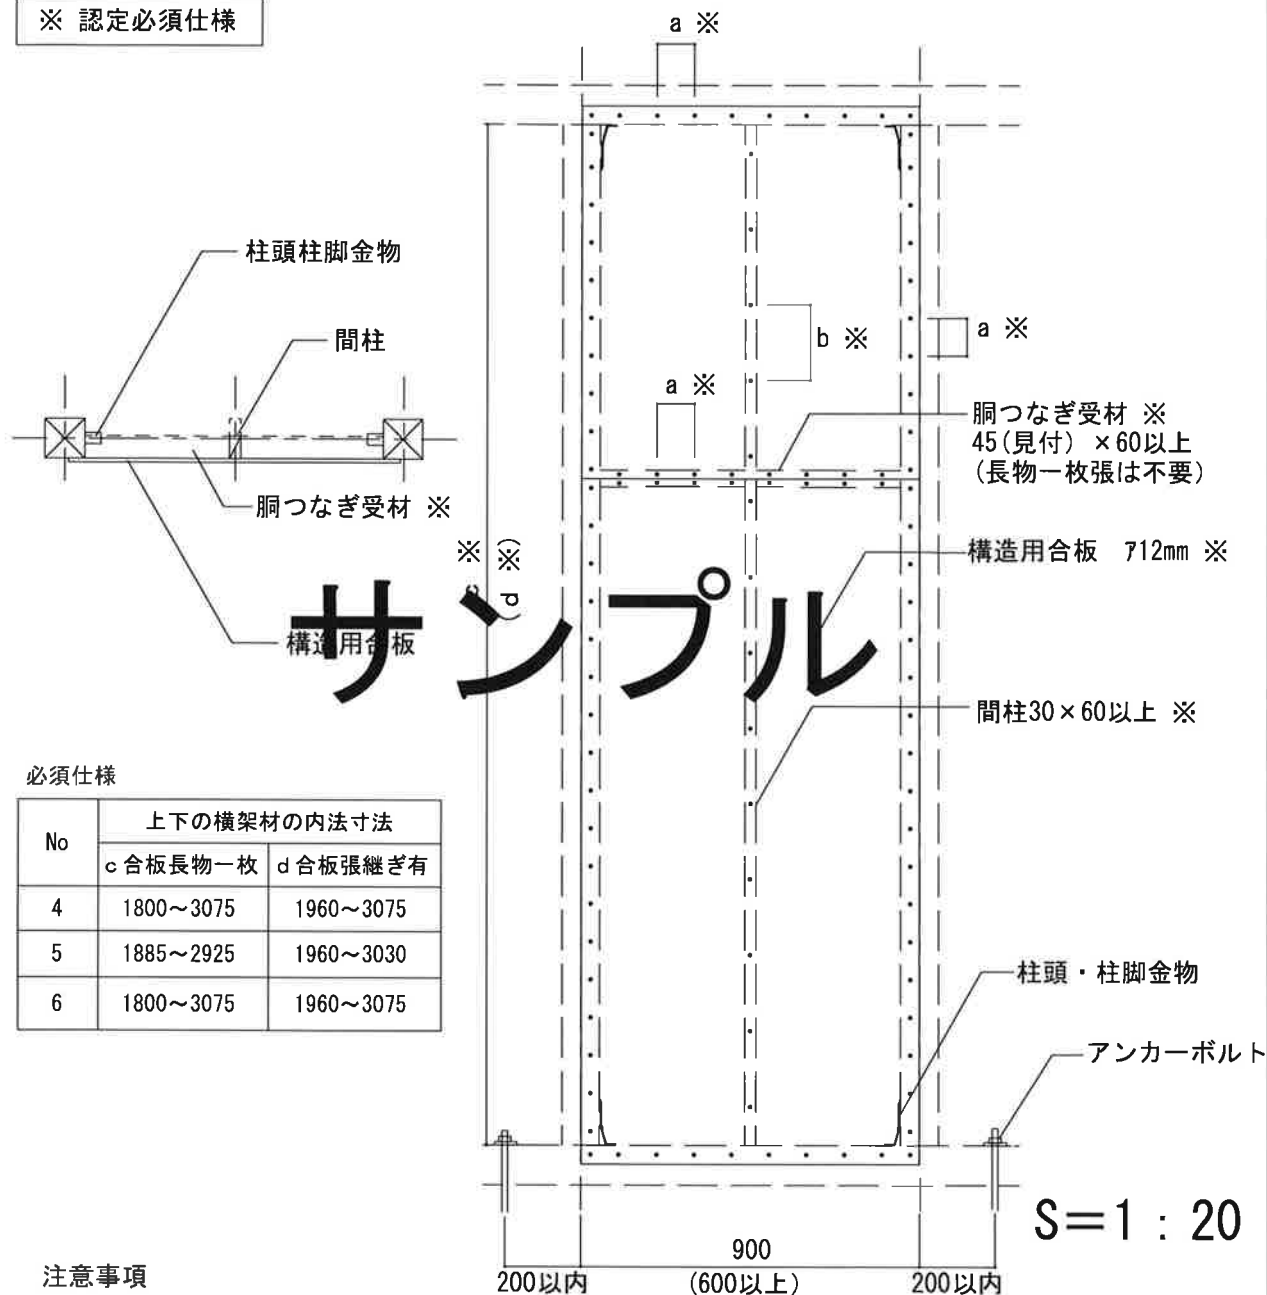 ※ 認定必須仕様
a ※
柱頭柱脚金物
間柱
b ※
a ※
a ※
胴つなぎ受材 ※
45(見付) ×60以上
(長物一枚張は不要)
胴つなぎ受材 ※
構造用合板 ｱ12mm ※
c ※
(d ※)
サンプル
構造用合板
間柱30×60以上 ※
必須仕様
No 上下の横架材の内法寸法
c 合板長物一枚 d 合板張継ぎ有
4 1800～3075 1960～3075
5 1885～2925 1960～3030
6 1800～3075 1960～3075
柱頭・柱脚金物
アンカーボルト
S＝1：20
900
200以内 (600以上) 200以内
注意事項